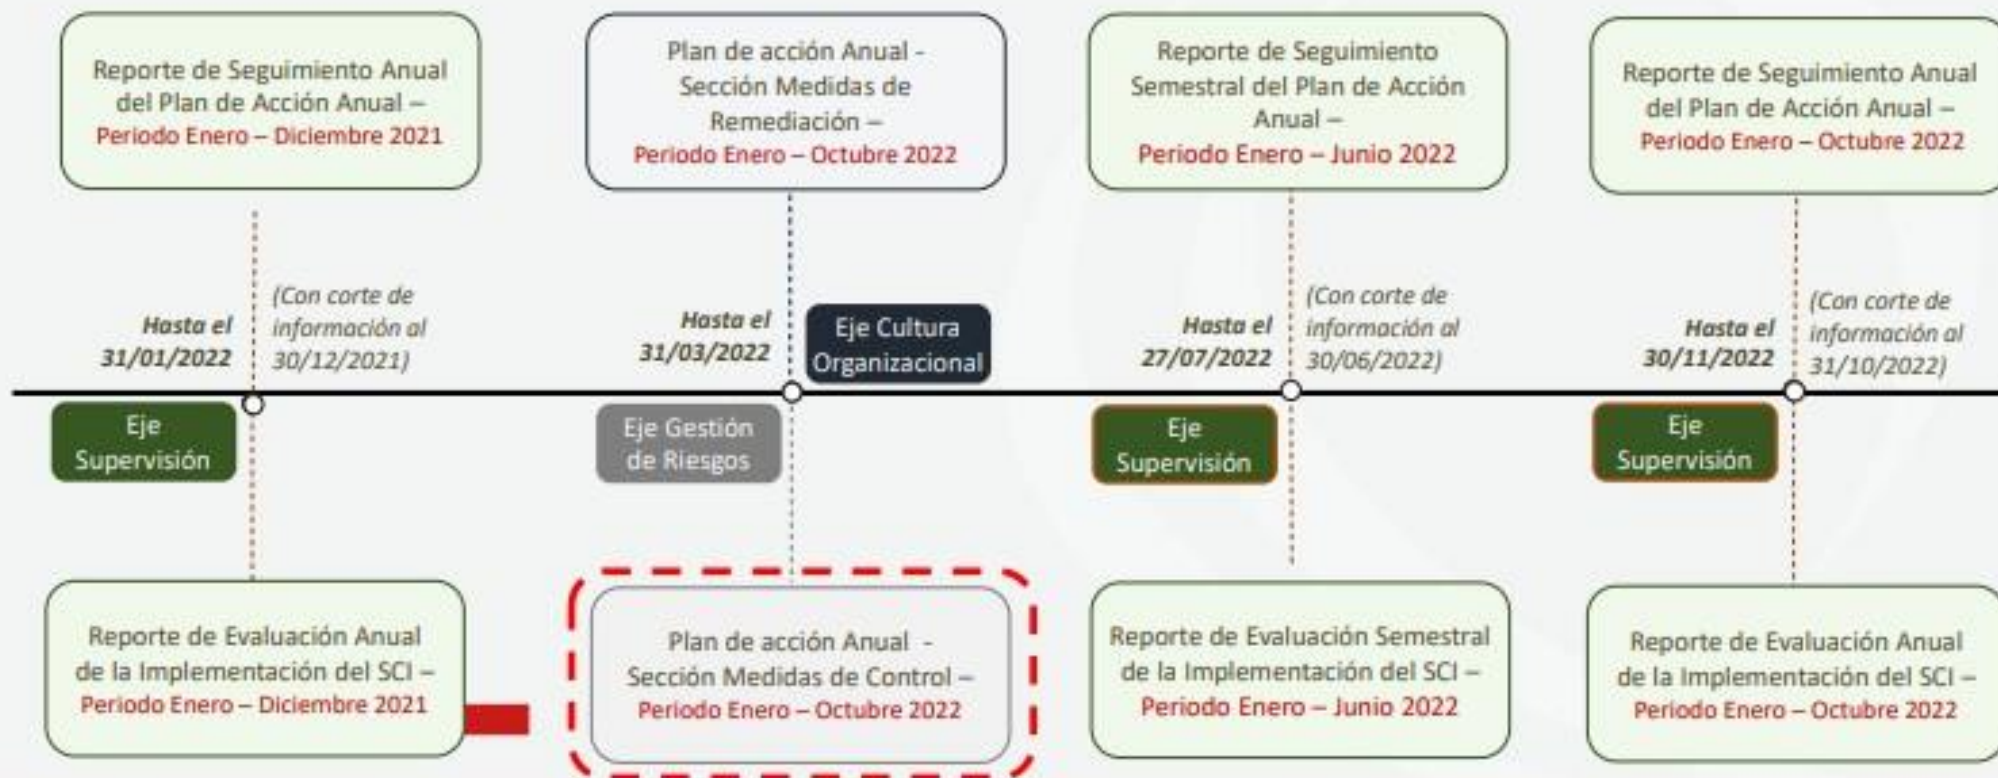 Reporte de Seguimiento Anual
del Plan de Acción Anual –
Periodo Enero – Diciembre 2021
Plan de acción Anual -
Sección Medidas de
Remediación –
Periodo Enero – Octubre 2022
Reporte de Seguimiento
Semestral del Plan de Acción
Anual –
Periodo Enero – Junio 2022
Reporte de Seguimiento Anual
del Plan de Acción Anual –
Periodo Enero – Octubre 2022
Hasta el
31/01/2022
(Con corte de
información al
30/12/2021)
Hasta el
31/03/2022
Eje Cultura
Organizacional
Hasta el
27/07/2022
(Con corte de
información al
30/06/2022)
Hasta el
30/11/2022
(Con corte de
información al
31/10/2022)
Eje
Supervisión
Eje Gestión
de Riesgos
Eje
Supervisión
Eje
Supervisión
Reporte de Evaluación Anual
de la Implementación del SCI –
Periodo Enero – Diciembre 2021
Plan de acción Anual -
Sección Medidas de Control –
Periodo Enero – Octubre 2022
Reporte de Evaluación Semestral
de la Implementación del SCI –
Periodo Enero – Junio 2022
Reporte de Evaluación Anual
de la Implementación del SCI –
Periodo Enero – Octubre 2022